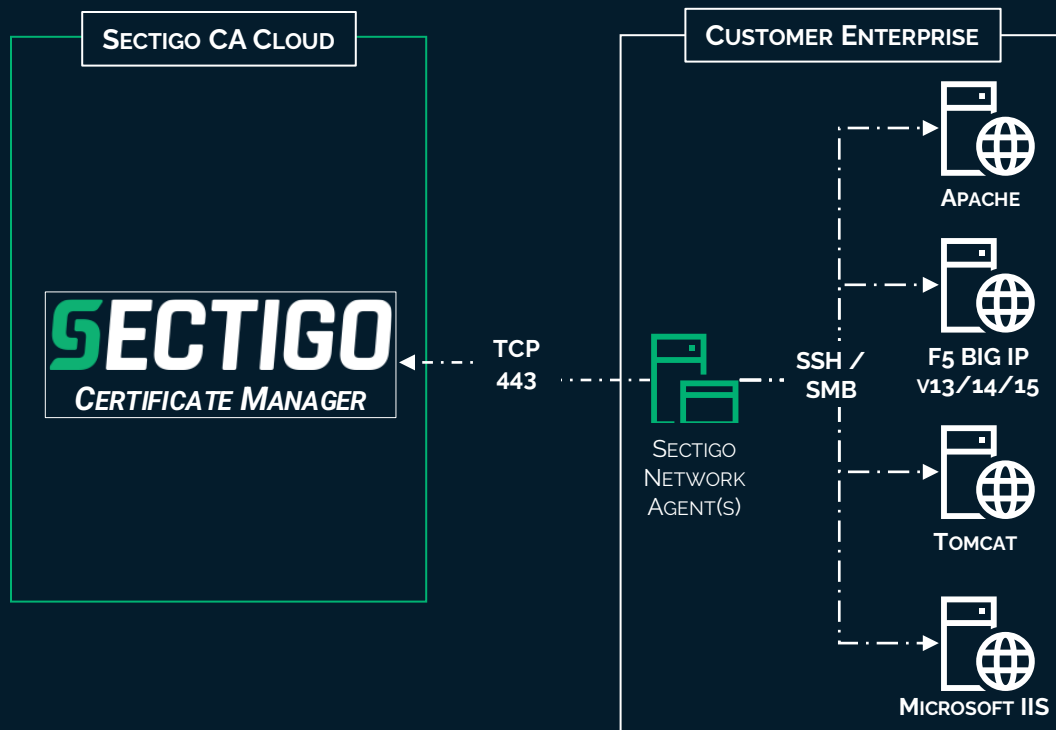 SECTIGO CA CLOUD
CUSTOMER ENTERPRISE
APACHE
SECTIGO
CERTIFICATE MANAGER
TCP
443
SECTIGO
NETWORK
AGENT(S)
SSH /
SMB
F5 BIG IP
V13/14/15
TOMCAT
MICROSOFT IIS